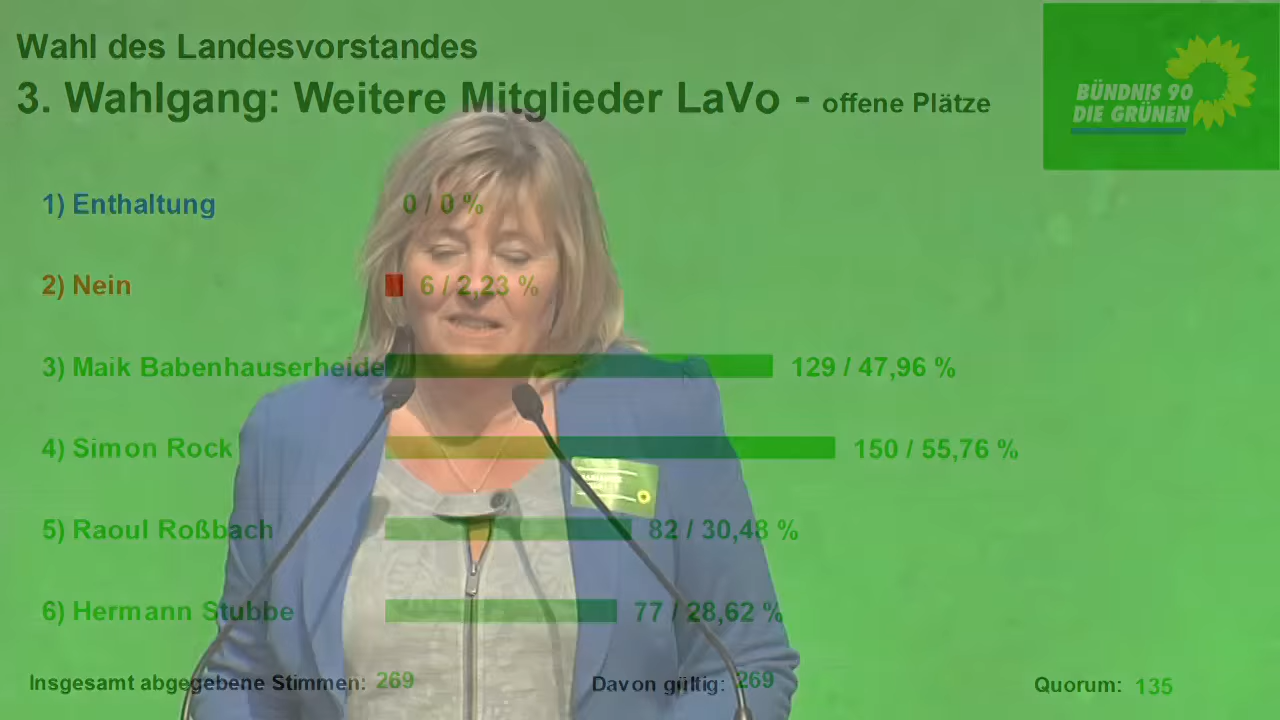 Wahl des Landesvorstandes
3. Wahlgang: Weitere Mitglieder LaVo - offene Plätze
BÜNDNIS 90
DIE GRÜNEN
1) Enthaltung 0 / 0 %
2) Nein 6 / 2,23 %
3) Maik Babenhauserheide 129 / 47,96 %
4) Simon Rock 150 / 55,76 %
5) Raoul Roßbach 82 / 30,48 %
6) Hermann Stubbe 77 / 28,62 %
Insgesamt abgegebene Stimmen: 269 Davon gültig: 269 Quorum: 135